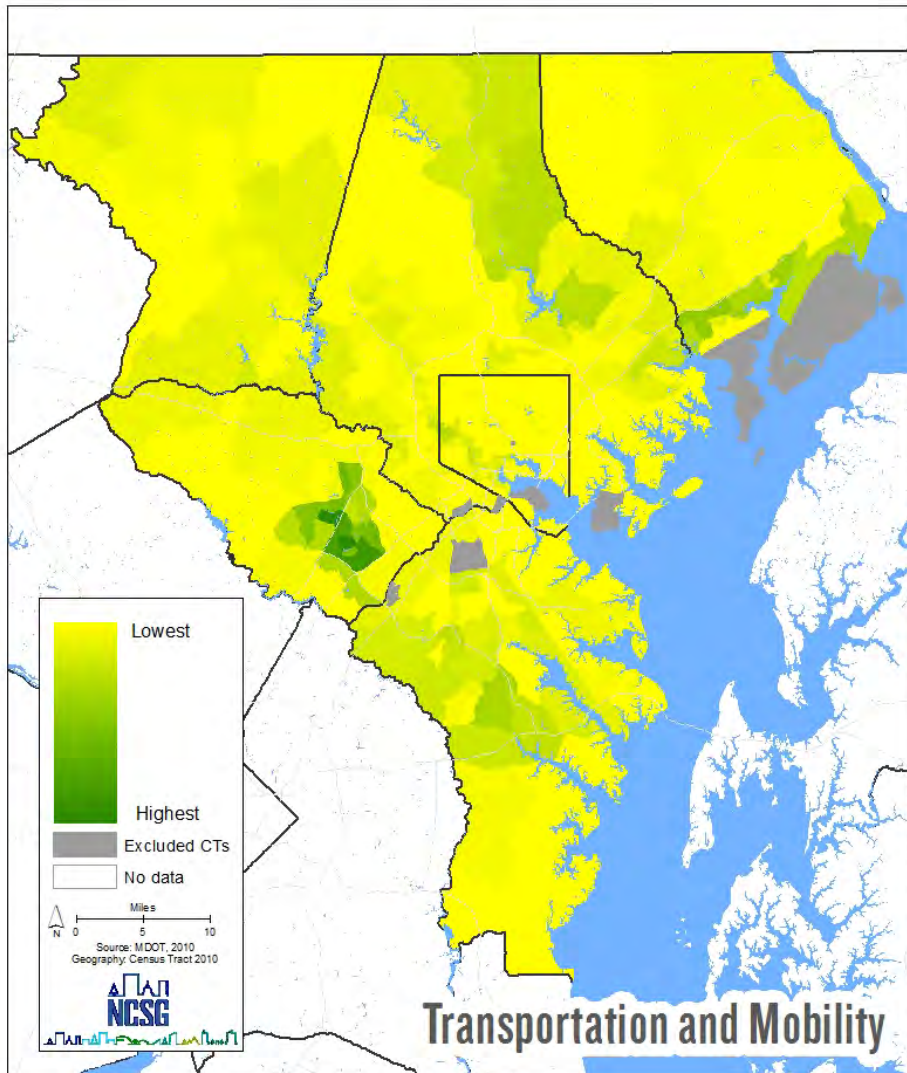 Lowest
Highest
Excluded CTs
No data
Miles
N
0 5 10
Source: MDOT, 2010
Geography: Census Tract 2010
NCSG
Transportation and Mobility